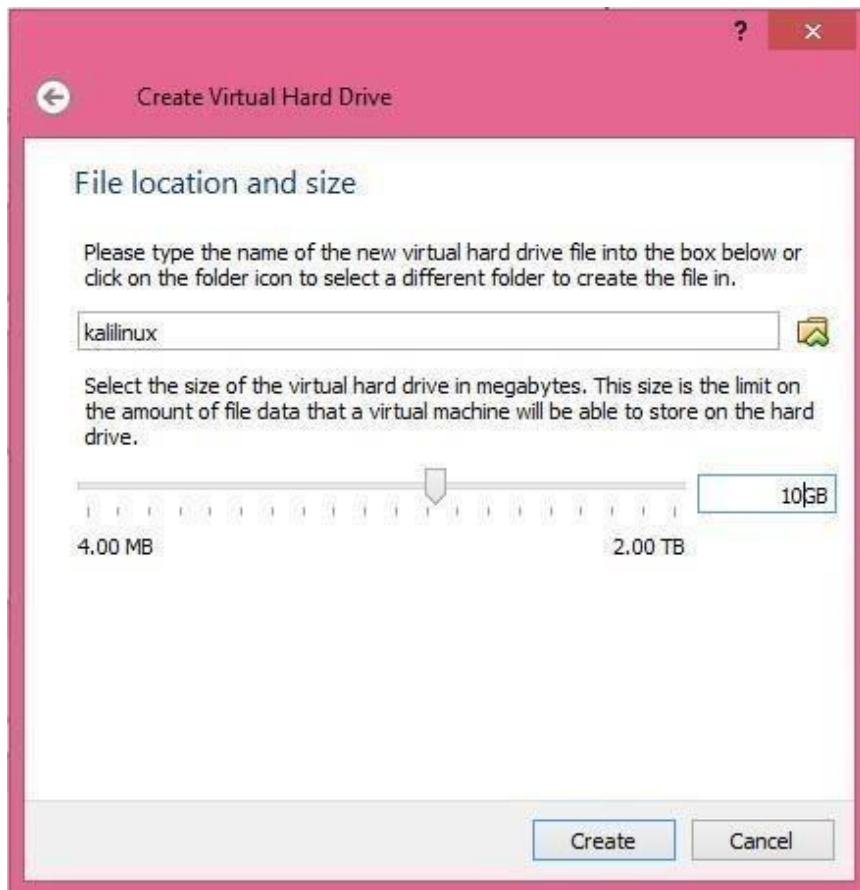 ?
Create Virtual Hard Drive
File location and size
Please type the name of the new virtual hard drive file into the box below or
click on the folder icon to select a different folder to create the file in.
kalilinux
Select the size of the virtual hard drive in megabytes. This size is the limit on
the amount of file data that a virtual machine will be able to store on the hard
drive.
10GB
4.00 MB 2.00 TB
Create Cancel